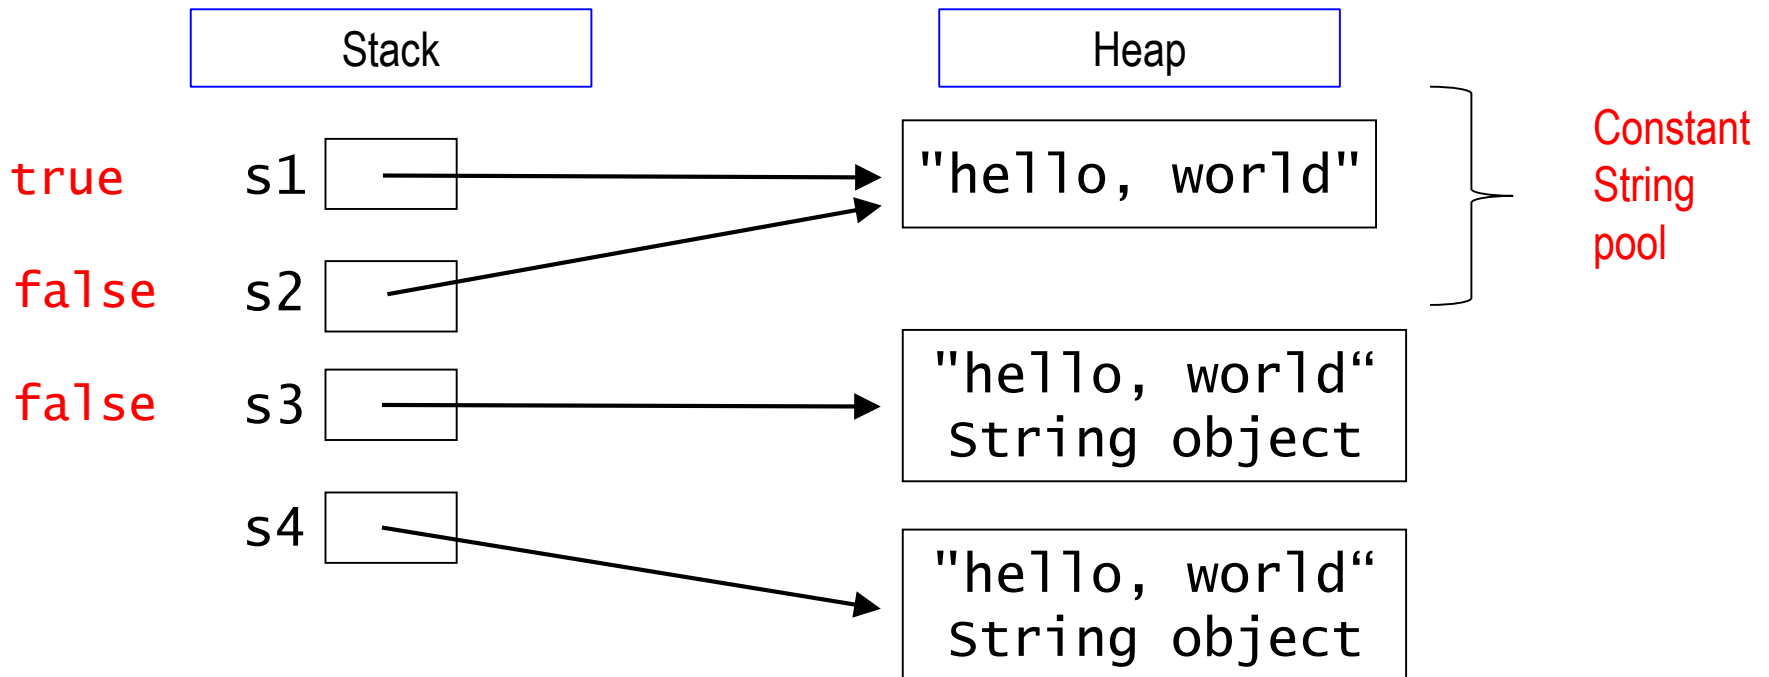 Stack
Heap
true
s1
"hello, world"
Constant
String
pool
false
s2
false
s3
"hello, world“
String object
s4
"hello, world“
String object